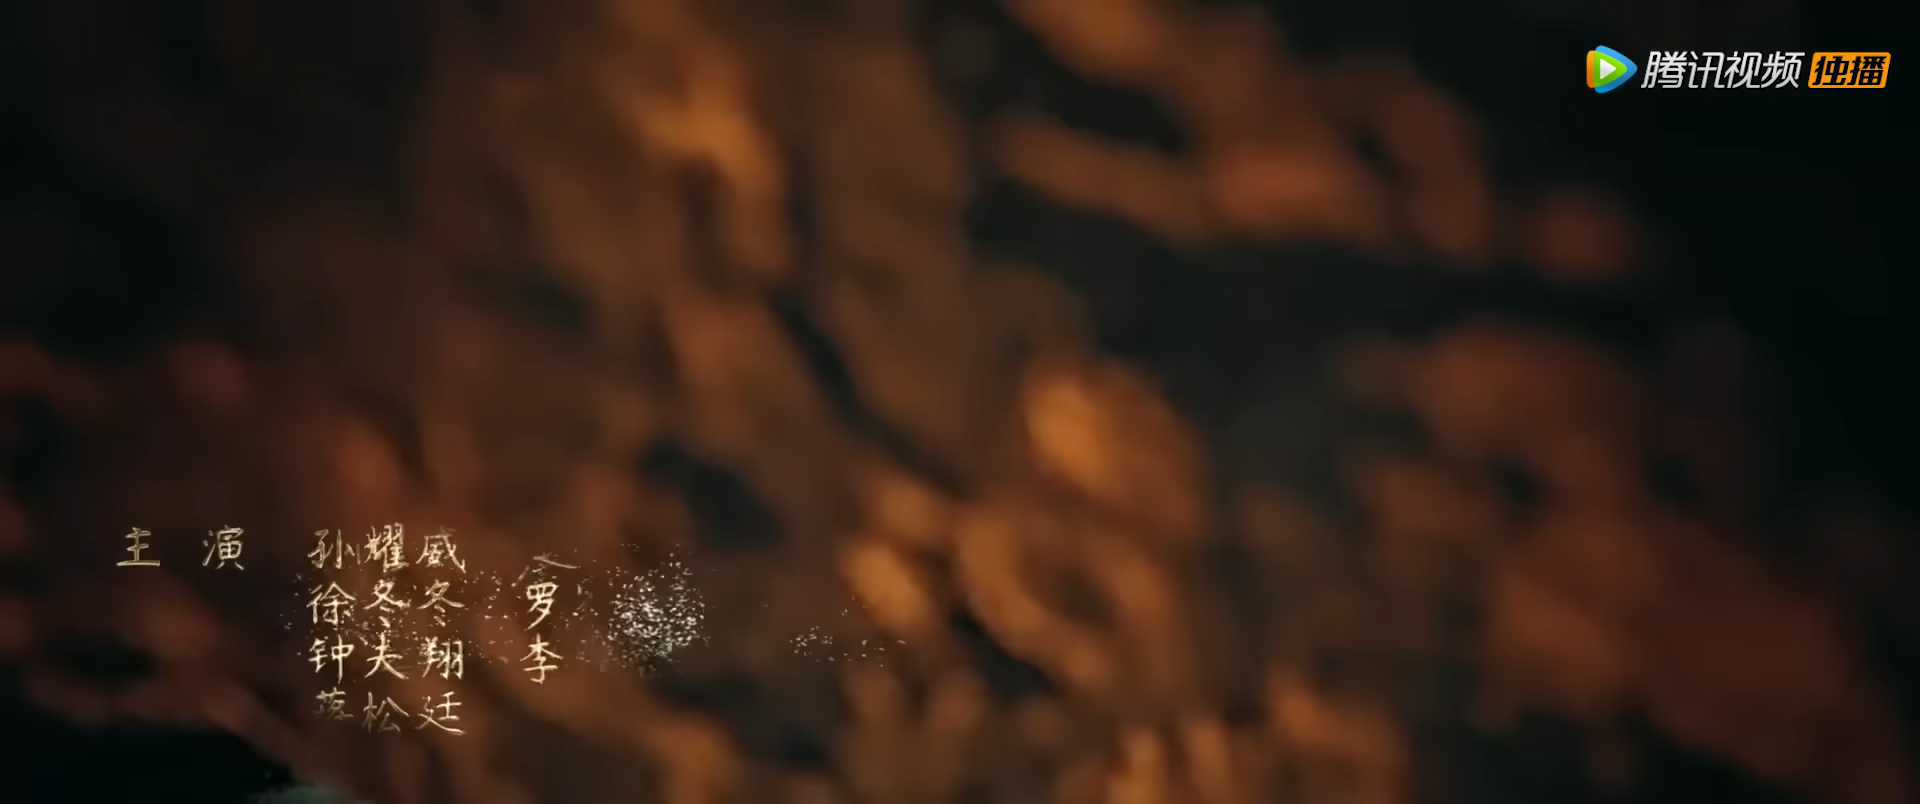 腾讯视频 独播
主 演 孙耀威
徐冬冬 罗
钟夫翔 李
落松廷